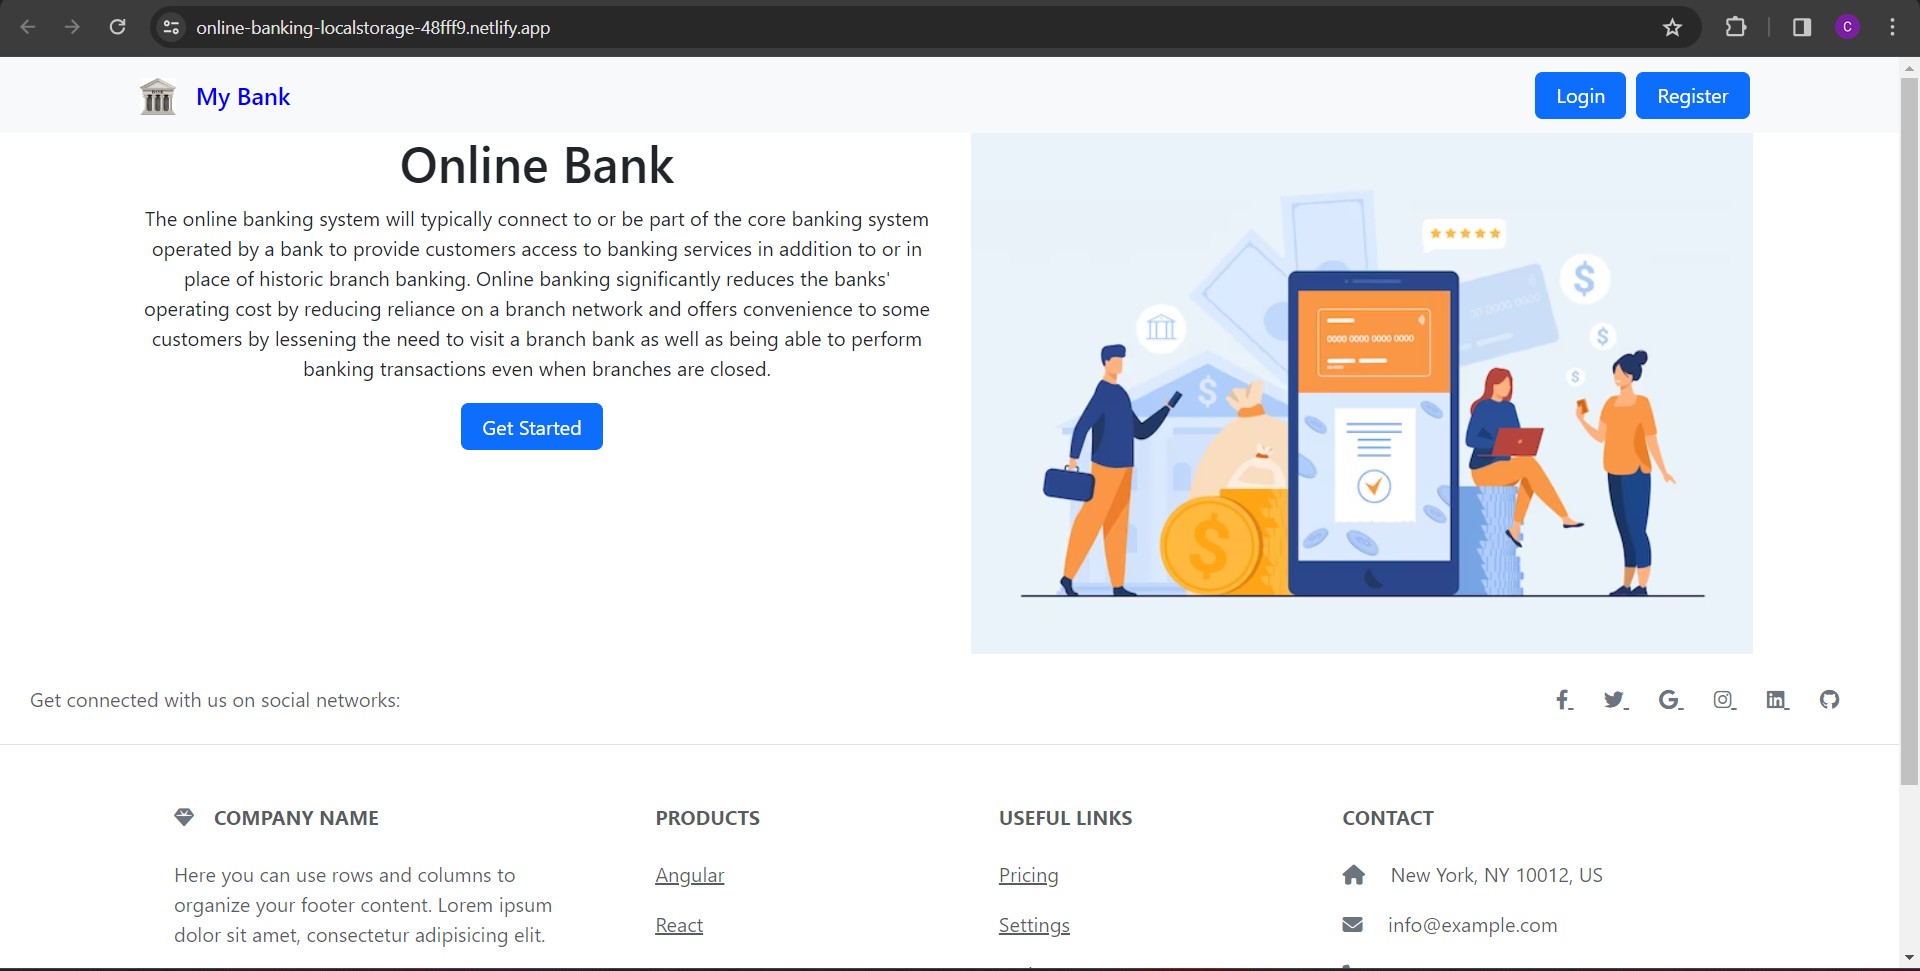 online-banking-localstorage-48fff9.netlify.app
C
My Bank
Login
Register
Online Bank
The online banking system will typically connect to or be part of the core banking system
operated by a bank to provide customers access to banking services in addition to or in
place of historic branch banking. Online banking significantly reduces the banks'
operating cost by reducing reliance on a branch network and offers convenience to some
customers by lessening the need to visit a branch bank as well as being able to perform
banking transactions even when branches are closed.
Get Started
0000 0000 0000 0000
Get connected with us on social networks:
COMPANY NAME
Here you can use rows and columns to
organize your footer content. Lorem ipsum
dolor sit amet, consectetur adipisicing elit.
PRODUCTS
Angular
React
USEFUL LINKS
Pricing
Settings
CONTACT
New York, NY 10012, US
info@example.com